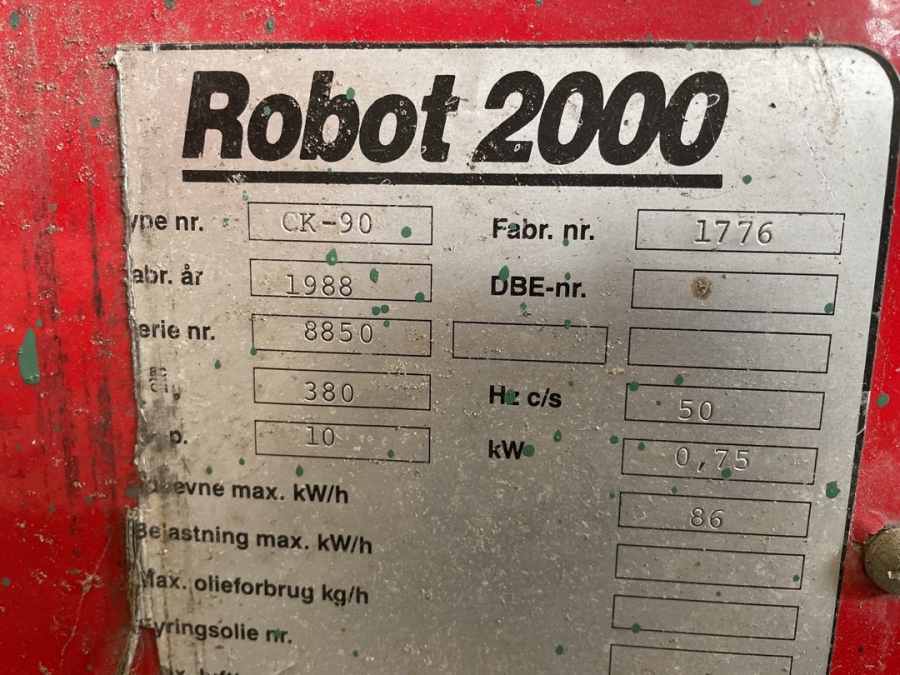 Robot 2000
ype nr. CK-90 Fabr. nr. 1776
abr. år 1988 DBE-nr.
erie nr. 8850
380 Hz c/s 50
p. 10 kW 0,75
evne max. kW/h 86
Belastning max. kW/h
Max. olieforbrug kg/h
Fyringsolie nr.